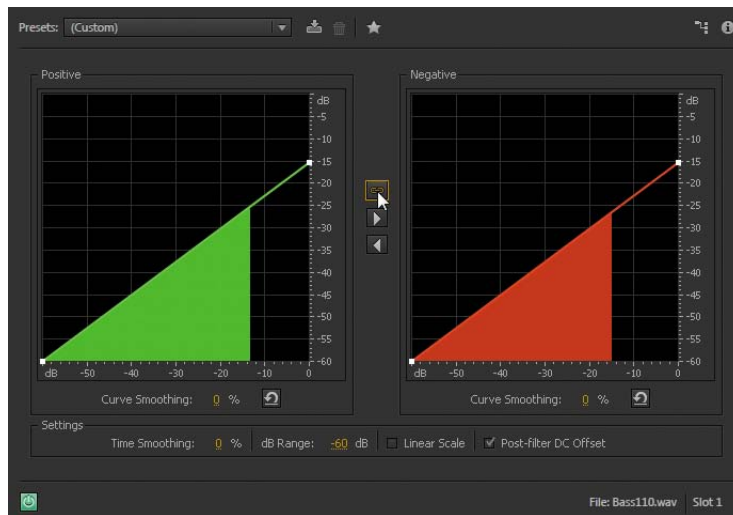 Presets: (Custom)
Positive
Negative
dB
-5
-10
-15
-20
-25
-30
-35
-40
-45
-50
-55
-60
dB -50 -40 -30 -20 -10 0
dB
-5
-10
-15
-20
-25
-30
-35
-40
-45
-50
-55
-60
dB -50 -40 -30 -20 -10 0
Curve Smoothing: 0 %
Curve Smoothing: 0 %
Settings
Time Smoothing: 0 % dB Range: -60 dB Linear Scale Post-filter DC Offset
File: Bass110.wav Slot 1